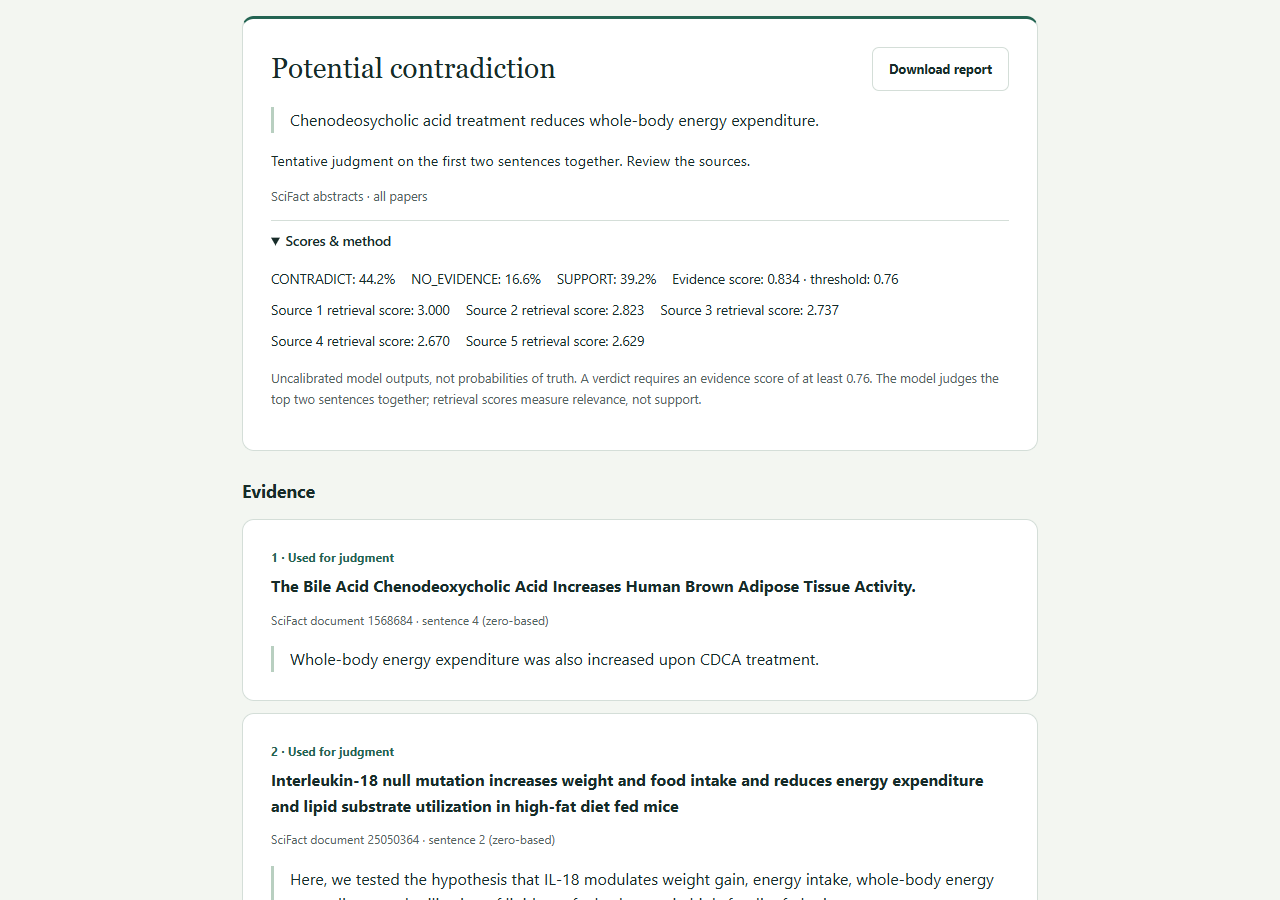 Potential contradiction
Download report
Chenodeosycholic acid treatment reduces whole-body energy expenditure.
Tentative judgment on the first two sentences together. Review the sources.
SciFact abstracts · all papers
▼ Scores & method
CONTRADICT: 44.2% NO_EVIDENCE: 16.6% SUPPORT: 39.2% Evidence score: 0.834 · threshold: 0.76
Source 1 retrieval score: 3.000 Source 2 retrieval score: 2.823 Source 3 retrieval score: 2.737
Source 4 retrieval score: 2.670 Source 5 retrieval score: 2.629
Uncalibrated model outputs, not probabilities of truth. A verdict requires an evidence score of at least 0.76. The model judges the
top two sentences together; retrieval scores measure relevance, not support.
Evidence
1 · Used for judgment
The Bile Acid Chenodeoxycholic Acid Increases Human Brown Adipose Tissue Activity.
SciFact document 1568684 · sentence 4 (zero-based)
Whole-body energy expenditure was also increased upon CDCA treatment.
2 · Used for judgment
Interleukin-18 null mutation increases weight and food intake and reduces energy expenditure
and lipid substrate utilization in high-fat diet fed mice
SciFact document 25050364 · sentence 2 (zero-based)
Here, we tested the hypothesis that IL-18 modulates weight gain, energy intake, whole-body energy